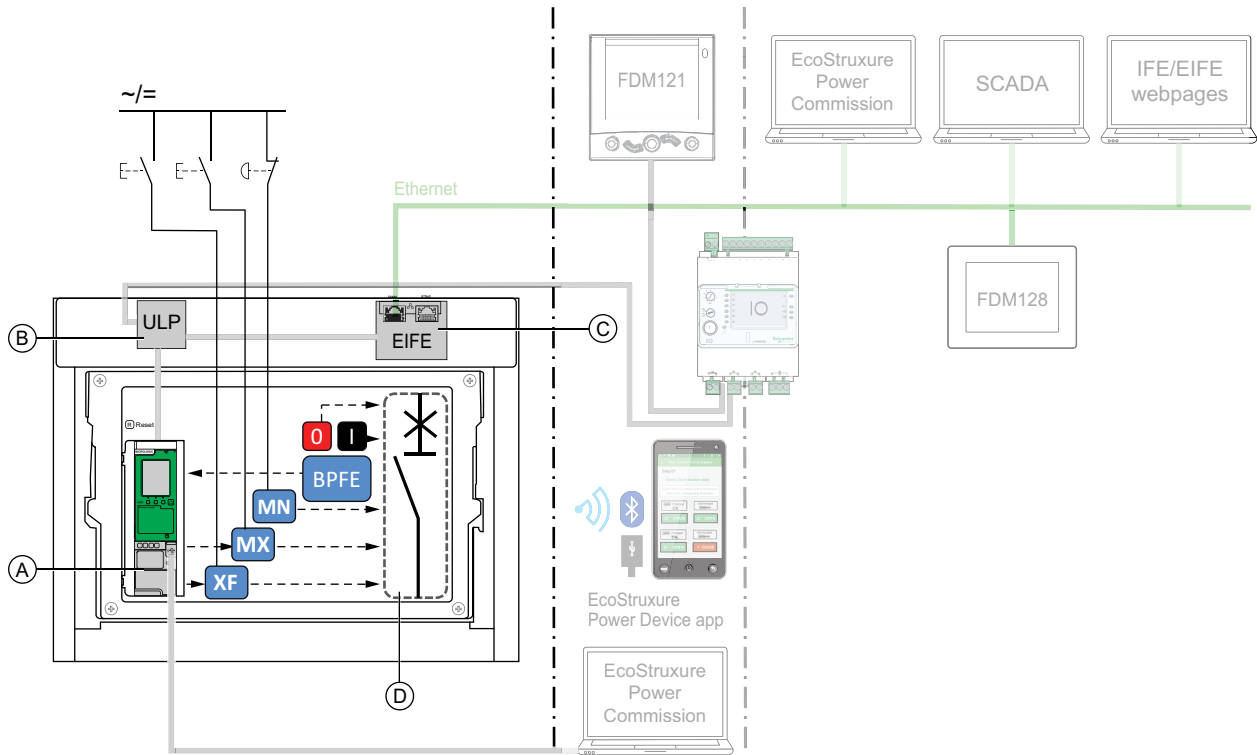 ~/=
FDM121
EcoStruxure
Power
Commission
SCADA
IFE/EIFE
webpages
Ethernet
FDM128
IO
B
ULP
EIFE
C
R Reset
0
I
BPFE
MN
MX
XF
A
D
EcoStruxure
Power Device app
EcoStruxure
Power
Commission